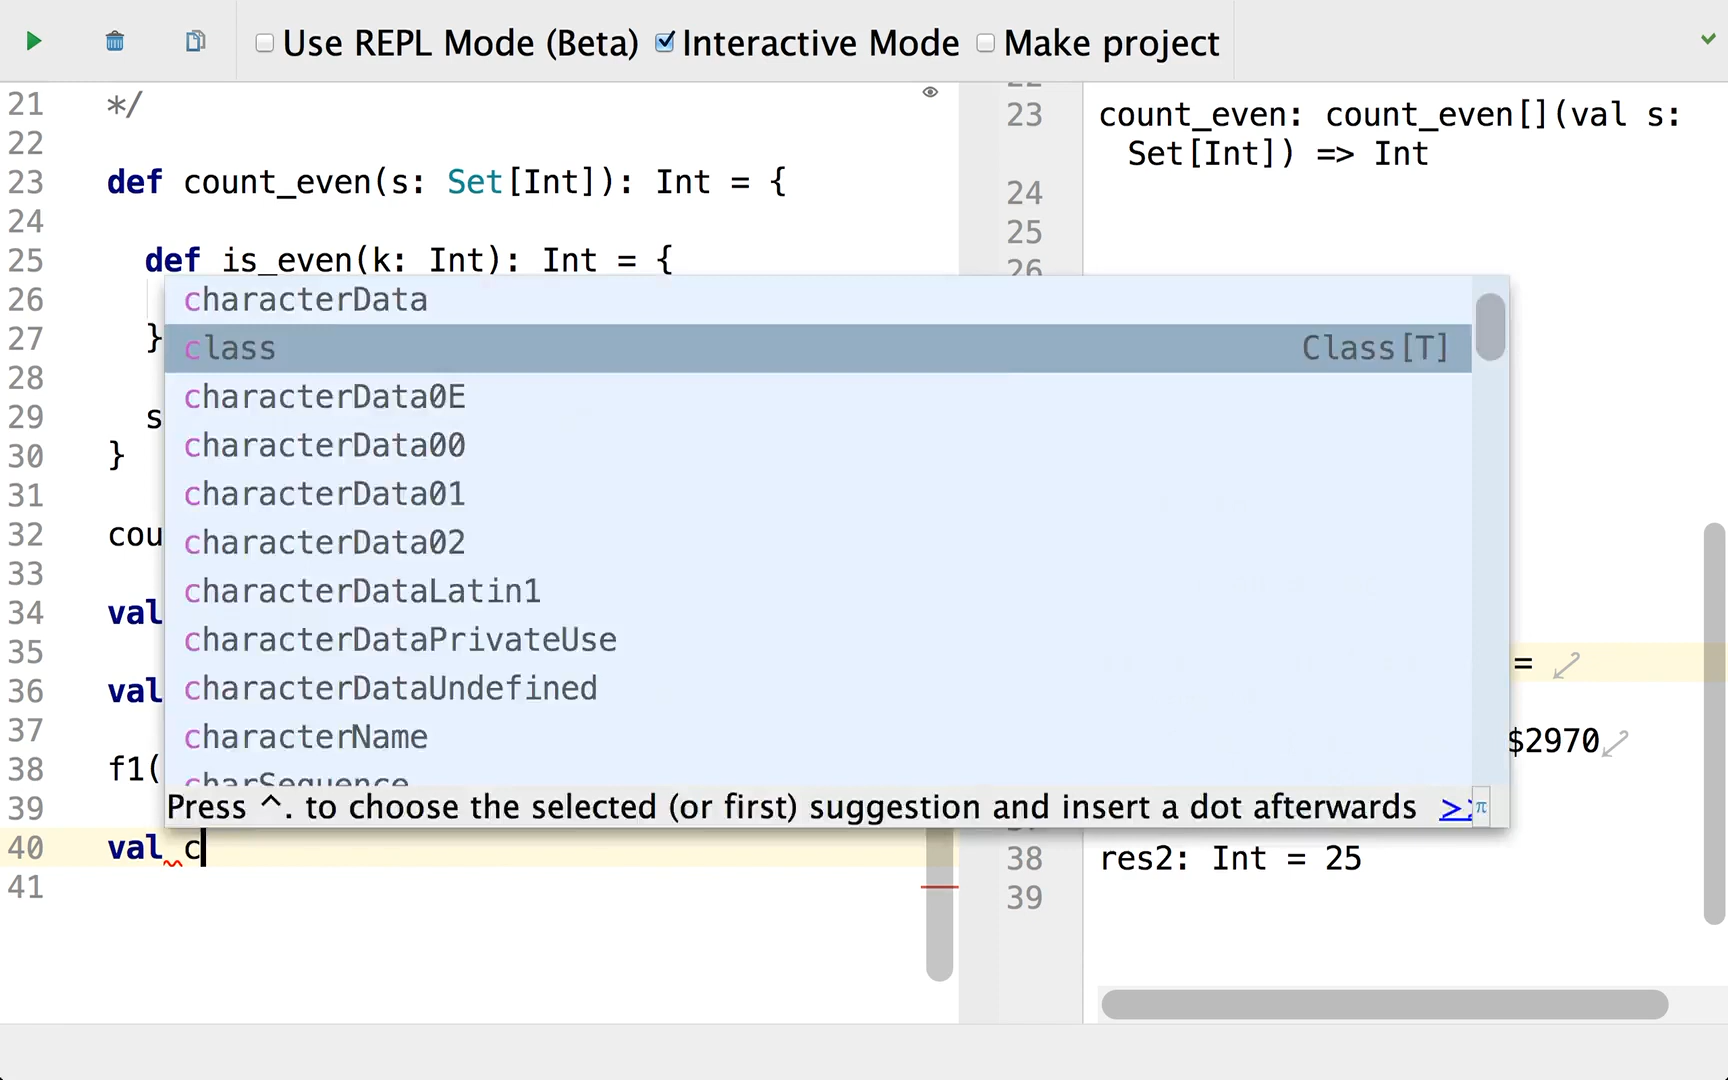 Use REPL Mode (Beta) Interactive Mode Make project
21 */
22
23 def count_even(s: Set[Int]): Int = {
24
25 def is_even(k: Int): Int = {
26
27 }
28
29 s
30 }
31
32 cou
33
34 val
35
36 val
37
38 f1(
39
40 val c
41
characterData
class Class[T]
characterData0E
characterData00
characterData01
characterData02
characterDataLatin1
characterDataPrivateUse
characterDataUndefined
characterName
charSequence
Press ^. to choose the selected (or first) suggestion and insert a dot afterwards >> π
23 count_even: count_even[](val s:
Set[Int]) => Int
24
25
26
=
$2970
38 res2: Int = 25
39